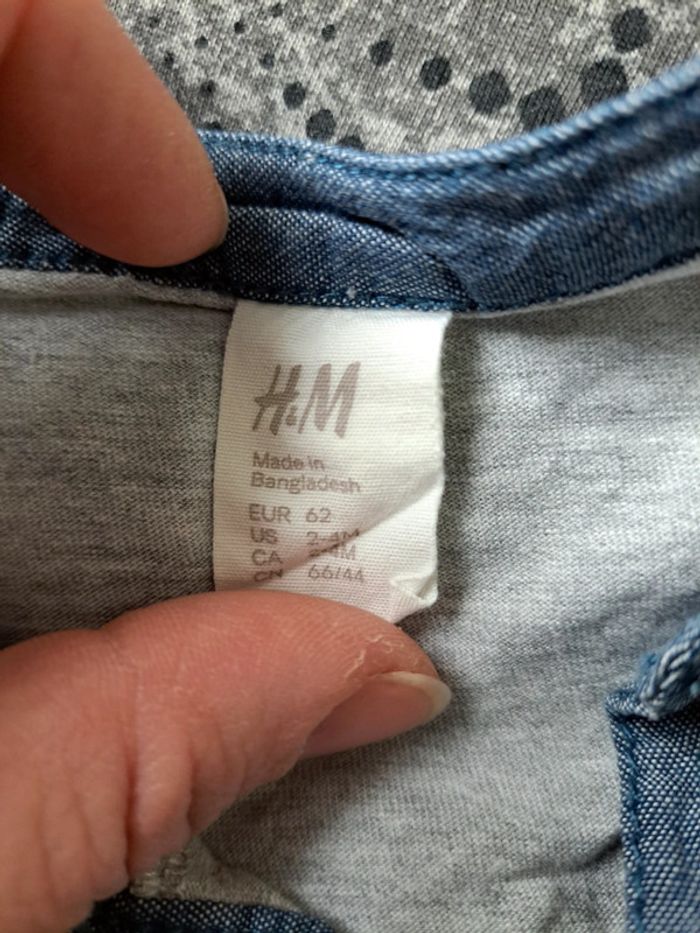 H&M
Made in
Bangladesh
EUR 62
US 2-4M
CA 2-4M
CN 66/44